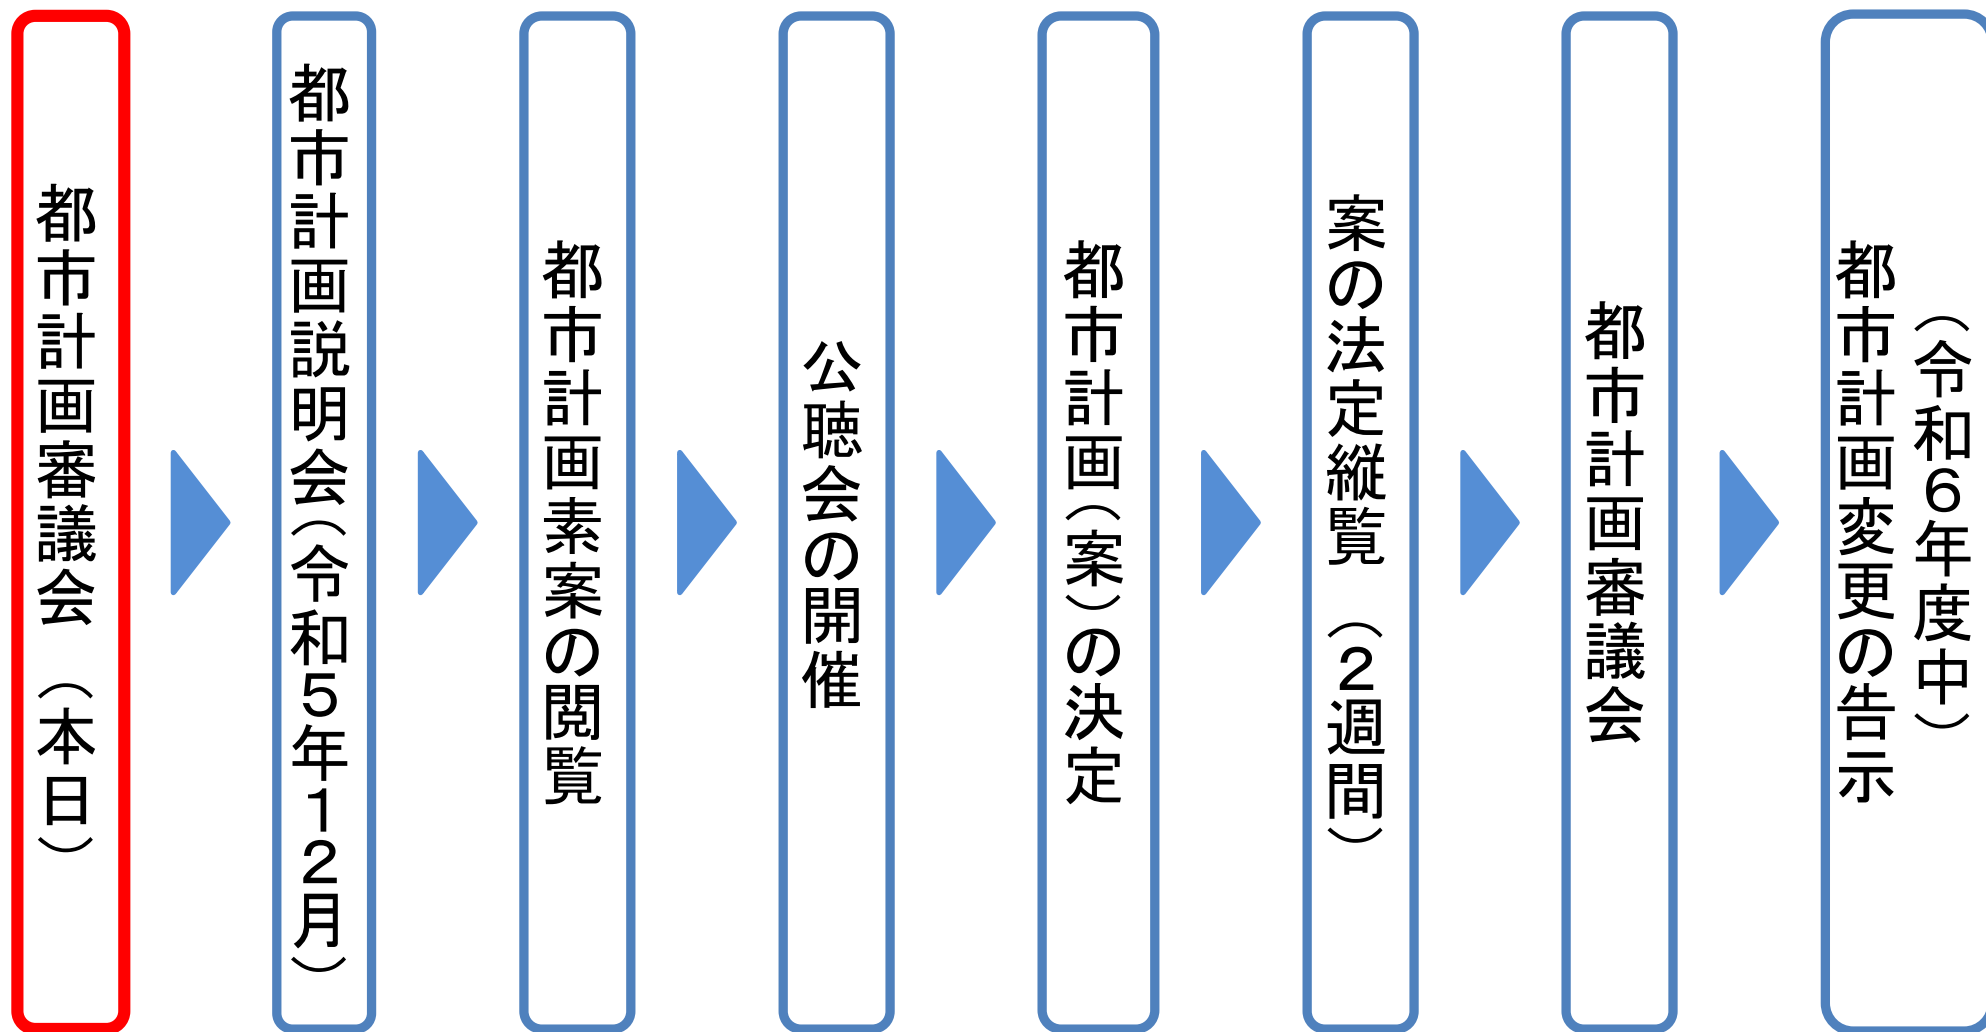 都市計画審議会　（本日）
都市計画説明会（令和５年１２月）
都市計画素案の閲覧
公聴会の開催
都市計画（案）の決定
案の法定縦覧　（２週間）
都市計画審議会
（令和６年度中）
都市計画変更の告示